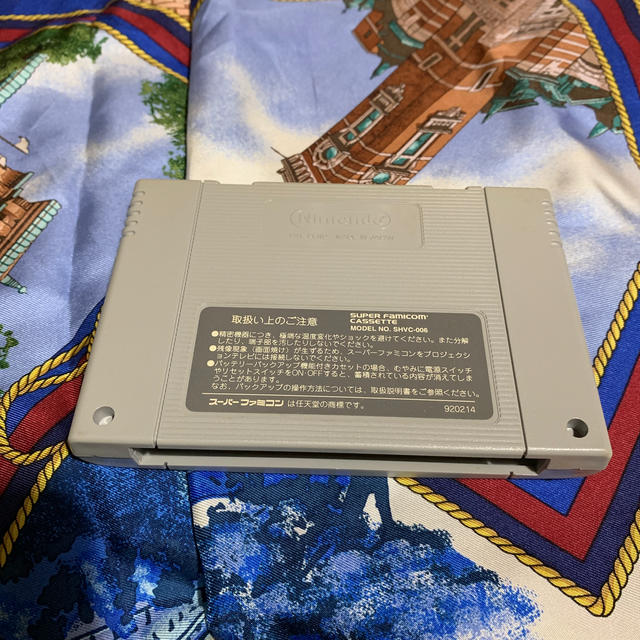 Nintendo
取扱い上のご注意
SUPER FAMICOM
CASSETTE
MODEL NO. SHVC-006
●精密機器につき、極端な温度変化やショックを避けてください。また分解
したり、端子部を汚したりしないでください。
●残像現象(画面焼け)が生ずるため、スーパーファミコンをプロジェクシ
ョンテレビには接続しないでください。
●バッテリーバックアップ機能付きカセットの場合、むやみに電源スイッチ
やリセットスイッチをON・OFFすると、蓄積されている内容が消えてしま
うことがあります。
なお、バックアップの操作方法については、取扱説明書をご参照ください。
スーパーファミコン は任天堂の商標です。
920214